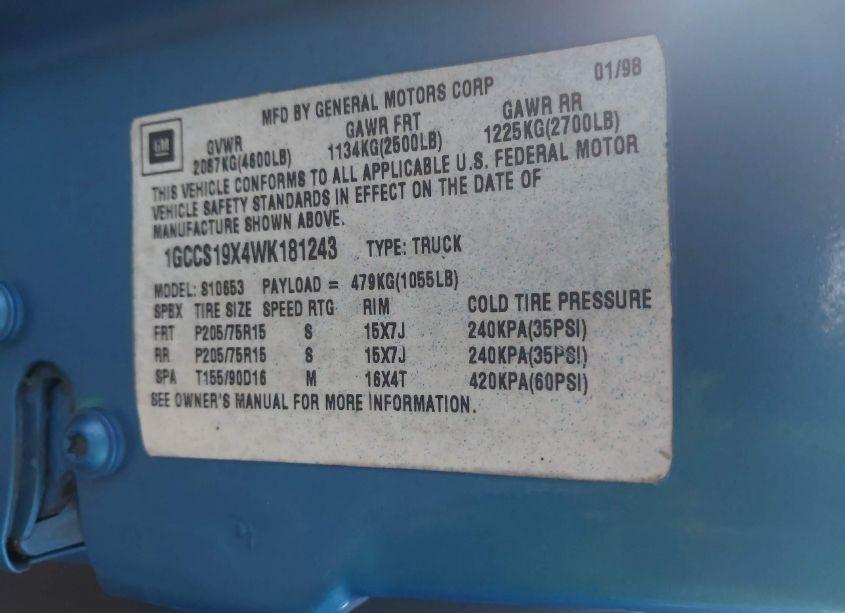 MFD BY GENERAL MOTORS CORP 01/98
GM GVWR GAWR FRT GAWR RR
2087KG(4600LB) 1134KG(2500LB) 1225KG(2700LB)
THIS VEHICLE CONFORMS TO ALL APPLICABLE U.S. FEDERAL MOTOR
VEHICLE SAFETY STANDARDS IN EFFECT ON THE DATE OF
MANUFACTURE SHOWN ABOVE.
1GCCS19X4WK181243 TYPE: TRUCK
MODEL: S10653 PAYLOAD = 479KG(1055LB)
SPBX TIRE SIZE SPEED RTG RIM COLD TIRE PRESSURE
FRT P205/75R15 S 15X7J 240KPA(35PSI)
RR P205/75R15 S 15X7J 240KPA(35PSI)
SPA T155/90D16 M 16X4T 420KPA(60PSI)
SEE OWNER'S MANUAL FOR MORE INFORMATION.